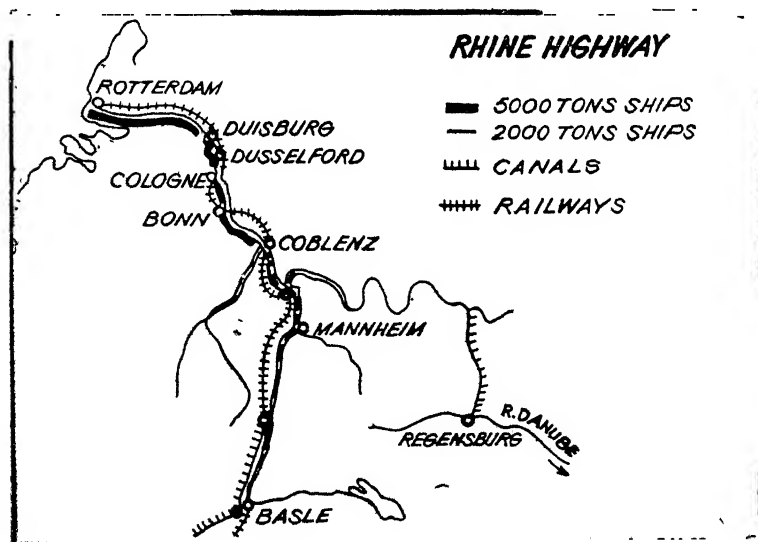 RHINE HIGHWAY
5000 TONS SHIPS
2000 TONS SHIPS
CANALS
RAILWAYS
ROTTERDAM
DUISBURG
DUSSELFORD
COLOGNE
BONN
COBLENZ
MANNHEIM
REGENSBURG
R. DANUBE
BASLE